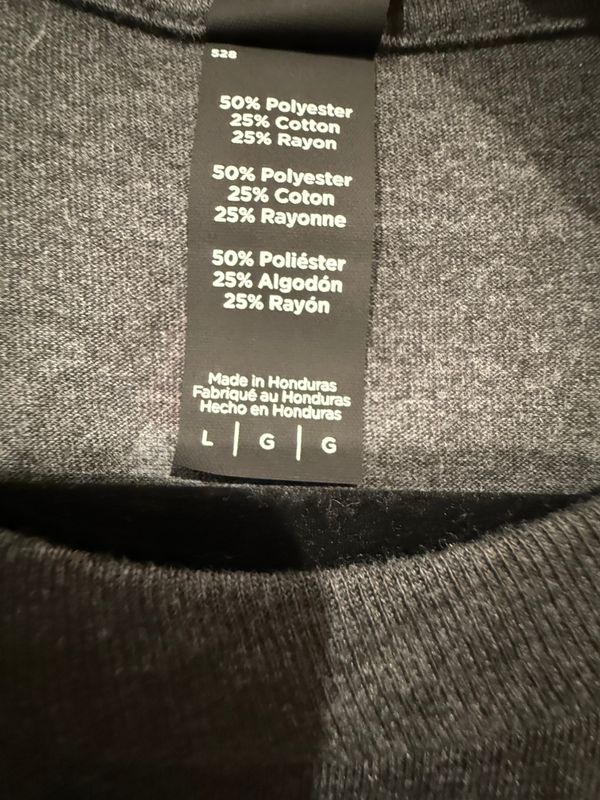 528
50% Polyester
25% Cotton
25% Rayon
50% Polyester
25% Coton
25% Rayonne
50% Poliéster
25% Algodón
25% Rayón
Made in Honduras
Fabriqué au Honduras
Hecho en Honduras
L | G | G